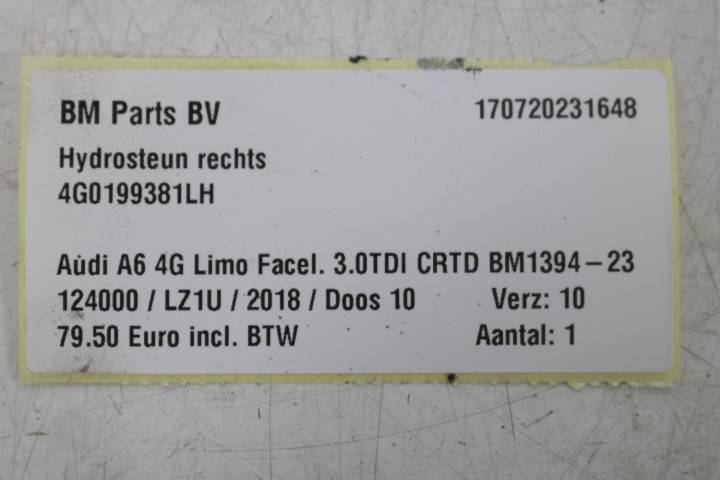 BM Parts BV 170720231648
Hydrosteun rechts
4G0199381LH
Audi A6 4G Limo Facel. 3.0TDI CRTD BM1394-23
124000 / LZ1U / 2018 / Doos 10 Verz: 10
79.50 Euro incl. BTW Aantal: 1